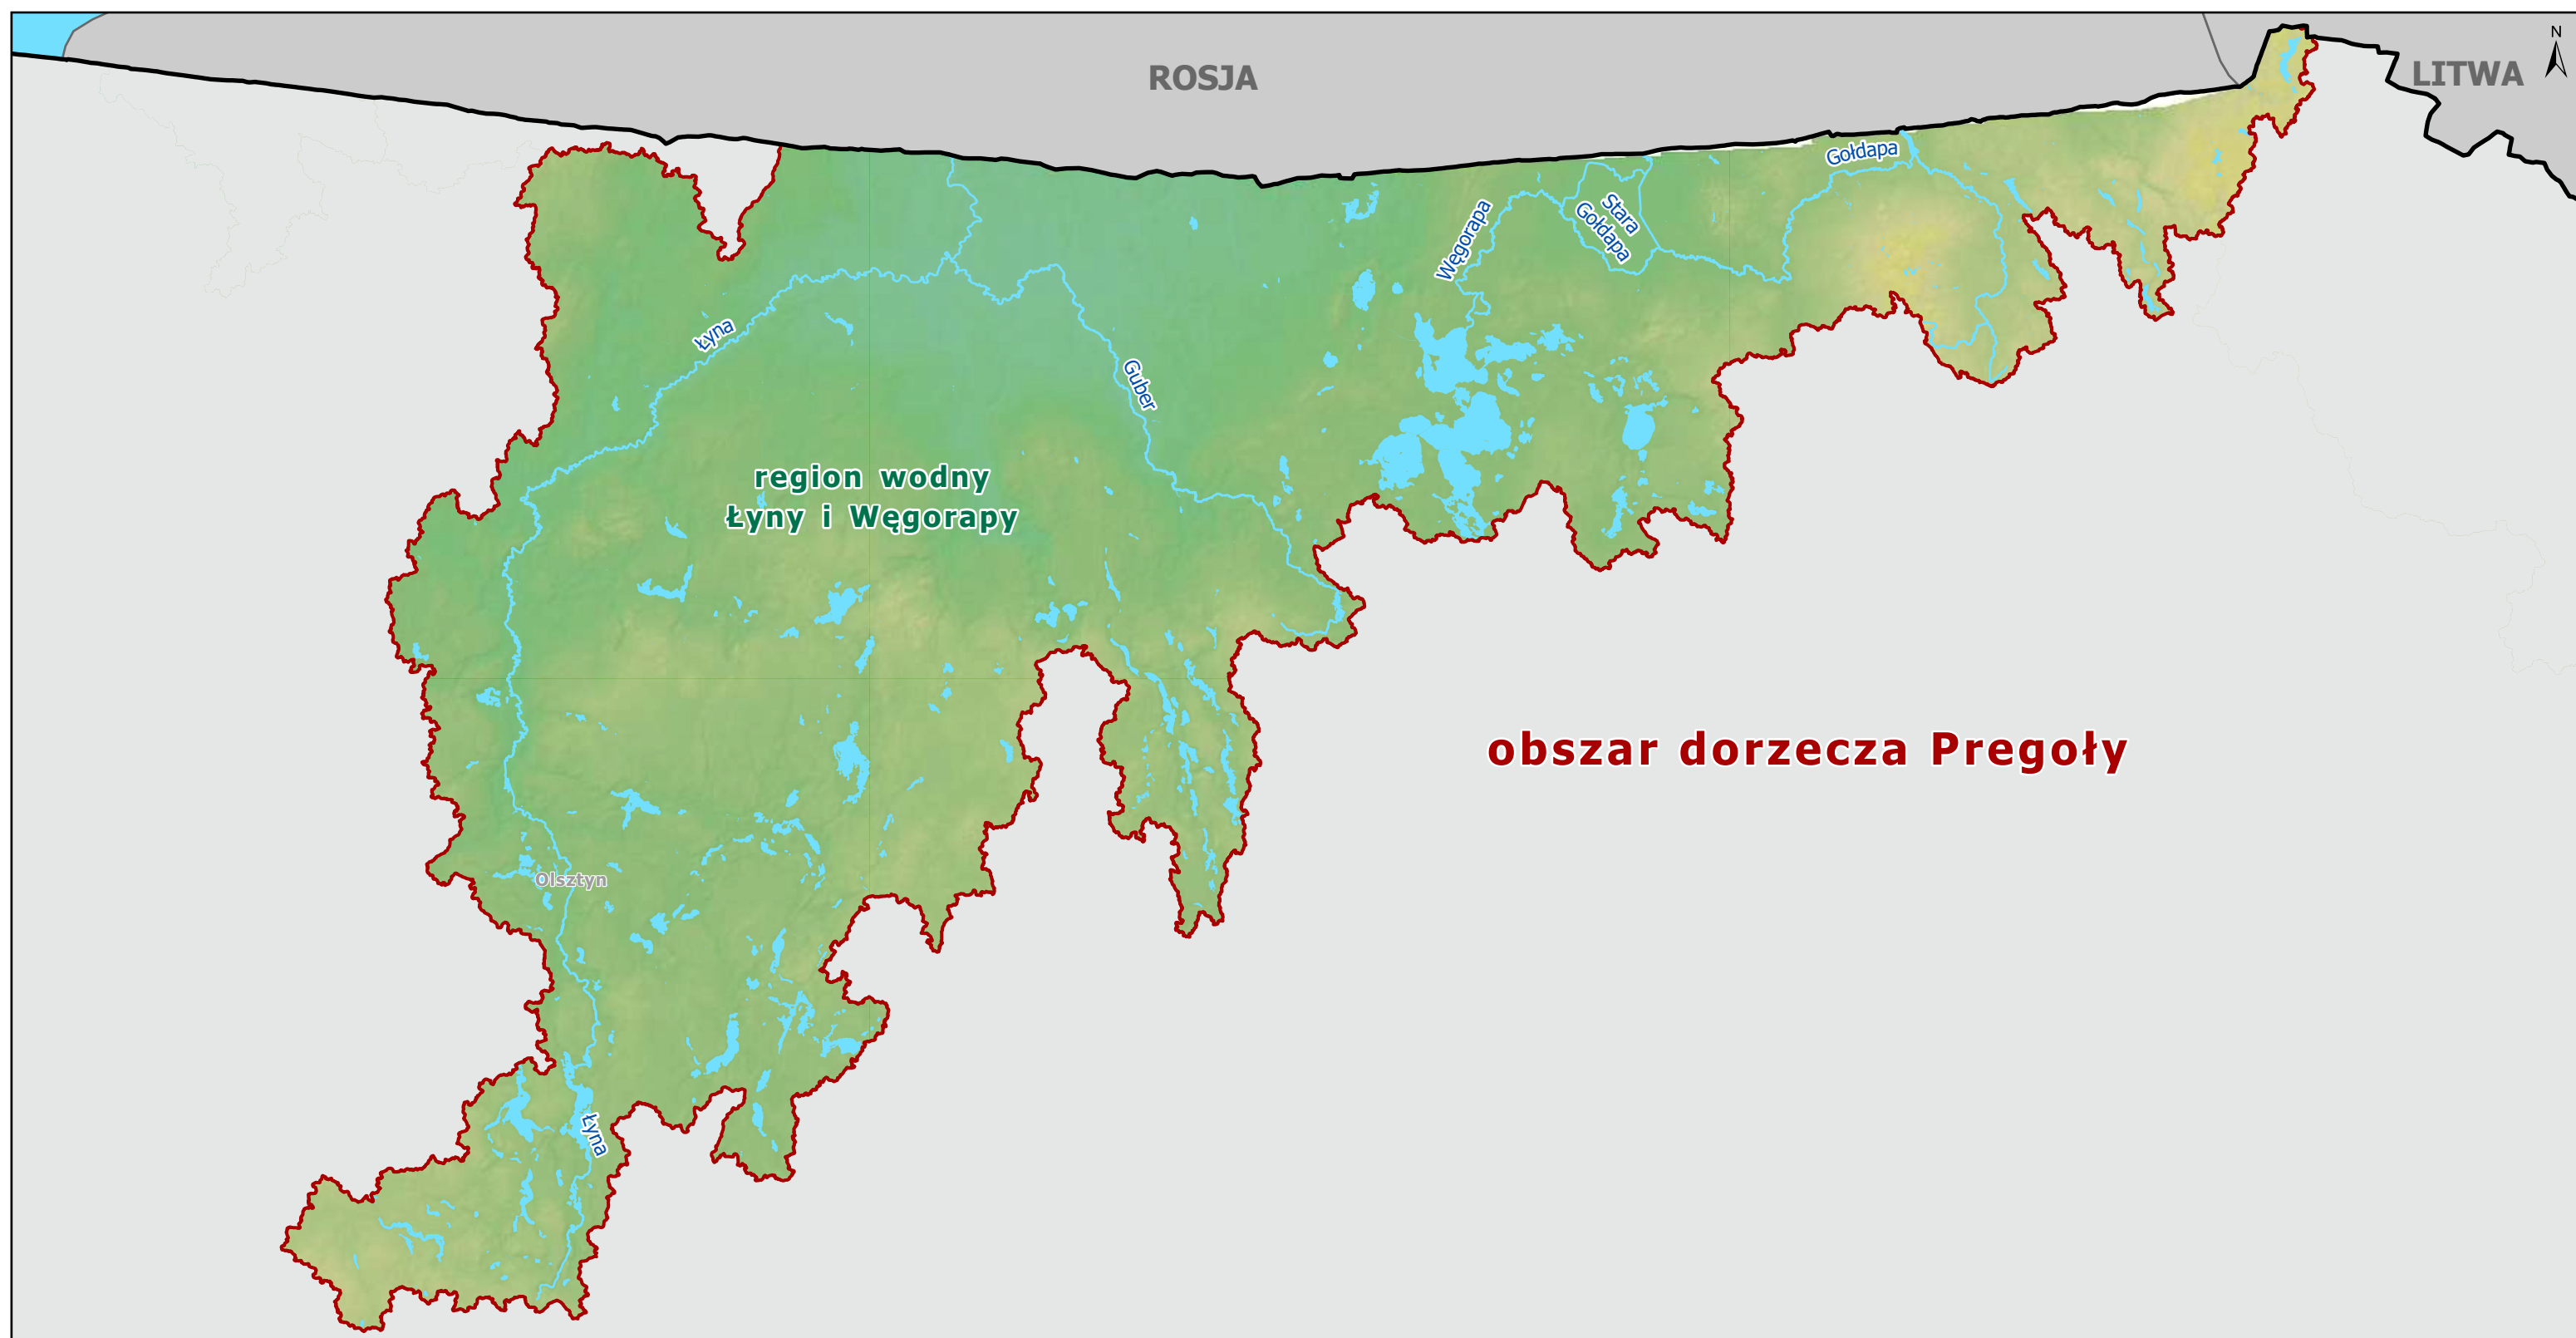 N
ROSJA
LITWA
Gołdapa
Stara
Gołdapa
Węgorapa
Łyna
Guber
region wodny
Łyny i Węgorapy
obszar dorzecza Pregoły
Olsztyn
Łyna